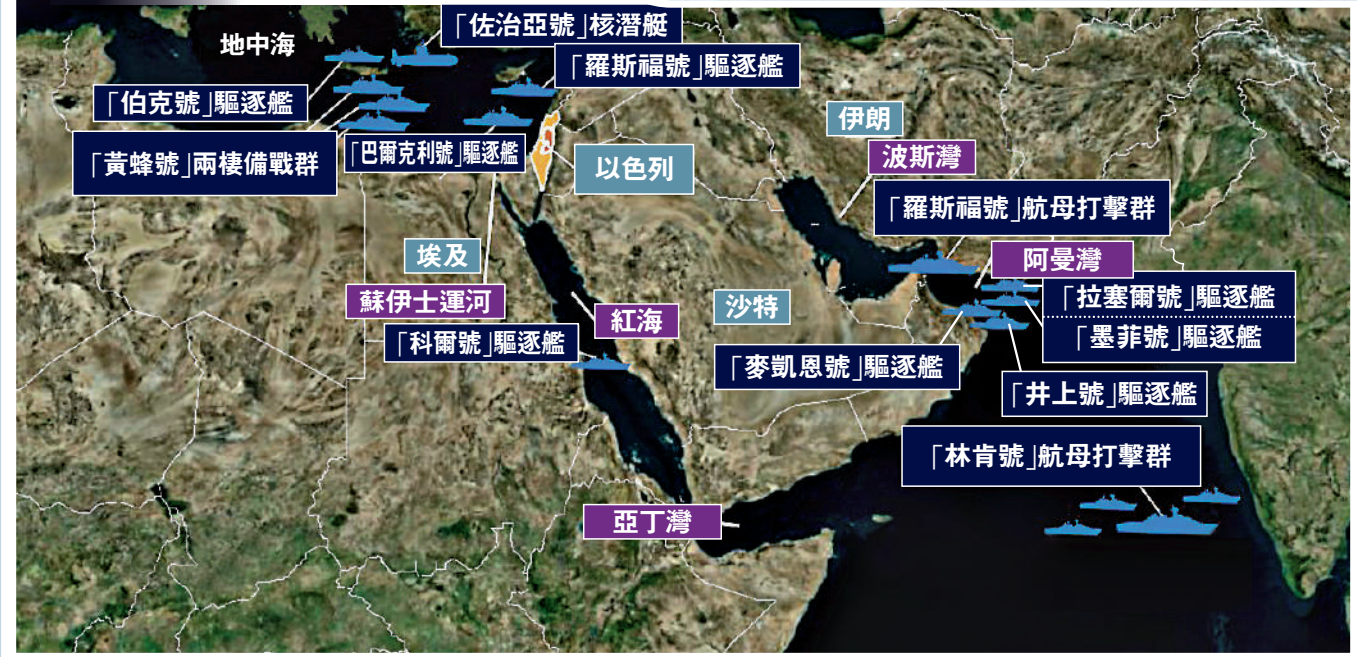 「佐治亞號」核潛艇
地中海
「羅斯福號」驅逐艦
「伯克號」驅逐艦
伊朗
「巴爾克利號」驅逐艦
波斯灣
「黃蜂號」兩棲備戰群
以色列
「羅斯福號」航母打擊群
埃及
阿曼灣
蘇伊士運河
「拉塞爾號」驅逐艦
沙特
紅海
「墨菲號」驅逐艦
「科爾號」驅逐艦
「麥凱恩號」驅逐艦
「井上號」驅逐艦
「林肯號」航母打擊群
亞丁灣